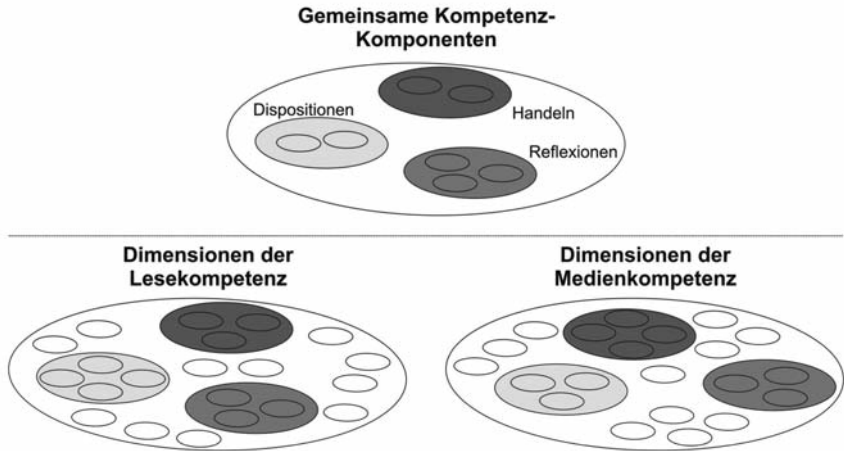 Gemeinsame Kompetenz-
Komponenten
Dispositionen
Handeln
Reflexionen
Dimensionen der
Lesekompetenz
Dimensionen der
Medienkompetenz